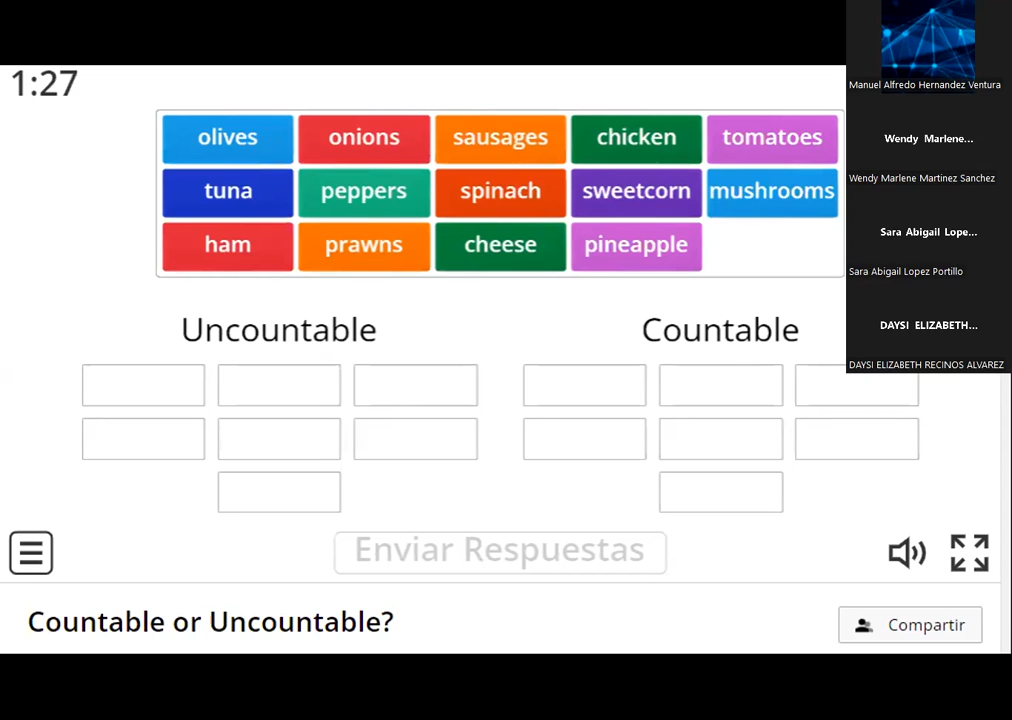 1:27
olives onions sausages chicken tomatoes
tuna peppers spinach sweetcorn mushrooms
ham prawns cheese pineapple
Uncountable Countable
Enviar Respuestas
Countable or Uncountable?
Compartir
Manuel Alfredo Hernandez Ventura
Wendy Marlene...
Wendy Marlene Martinez Sanchez
Sara Abigail Lope...
Sara Abigail Lopez Portillo
DAYSI ELIZABETH...
DAYSI ELIZABETH RECINOS ALVAREZ